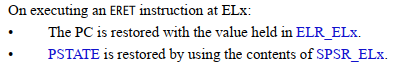 On executing an ERET instruction at ELx:
• The PC is restored with the value held in ELR_ELx.
• PSTATE is restored by using the contents of SPSR_ELx.